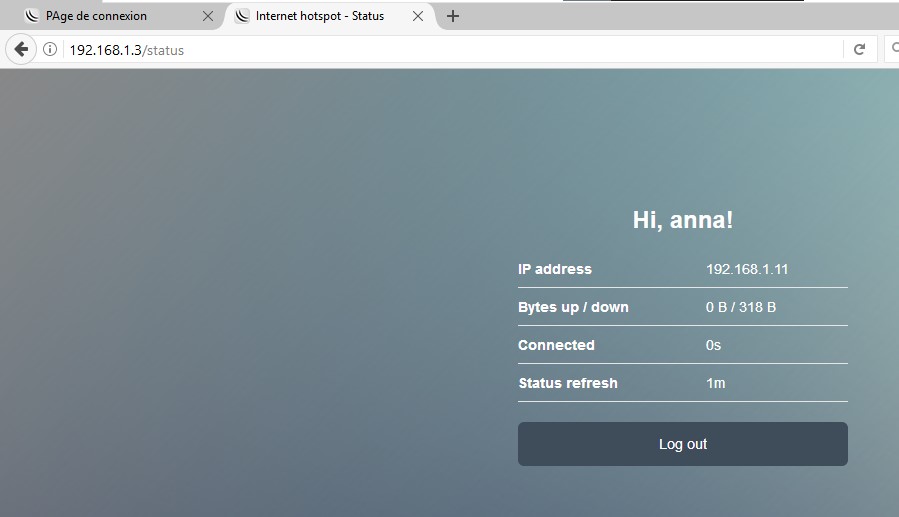 PAge de connexion
Internet hotspot - Status
192.168.1.3/status
Hi, anna!
IP address 192.168.1.11
Bytes up / down 0 B / 318 B
Connected 0s
Status refresh 1m
Log out